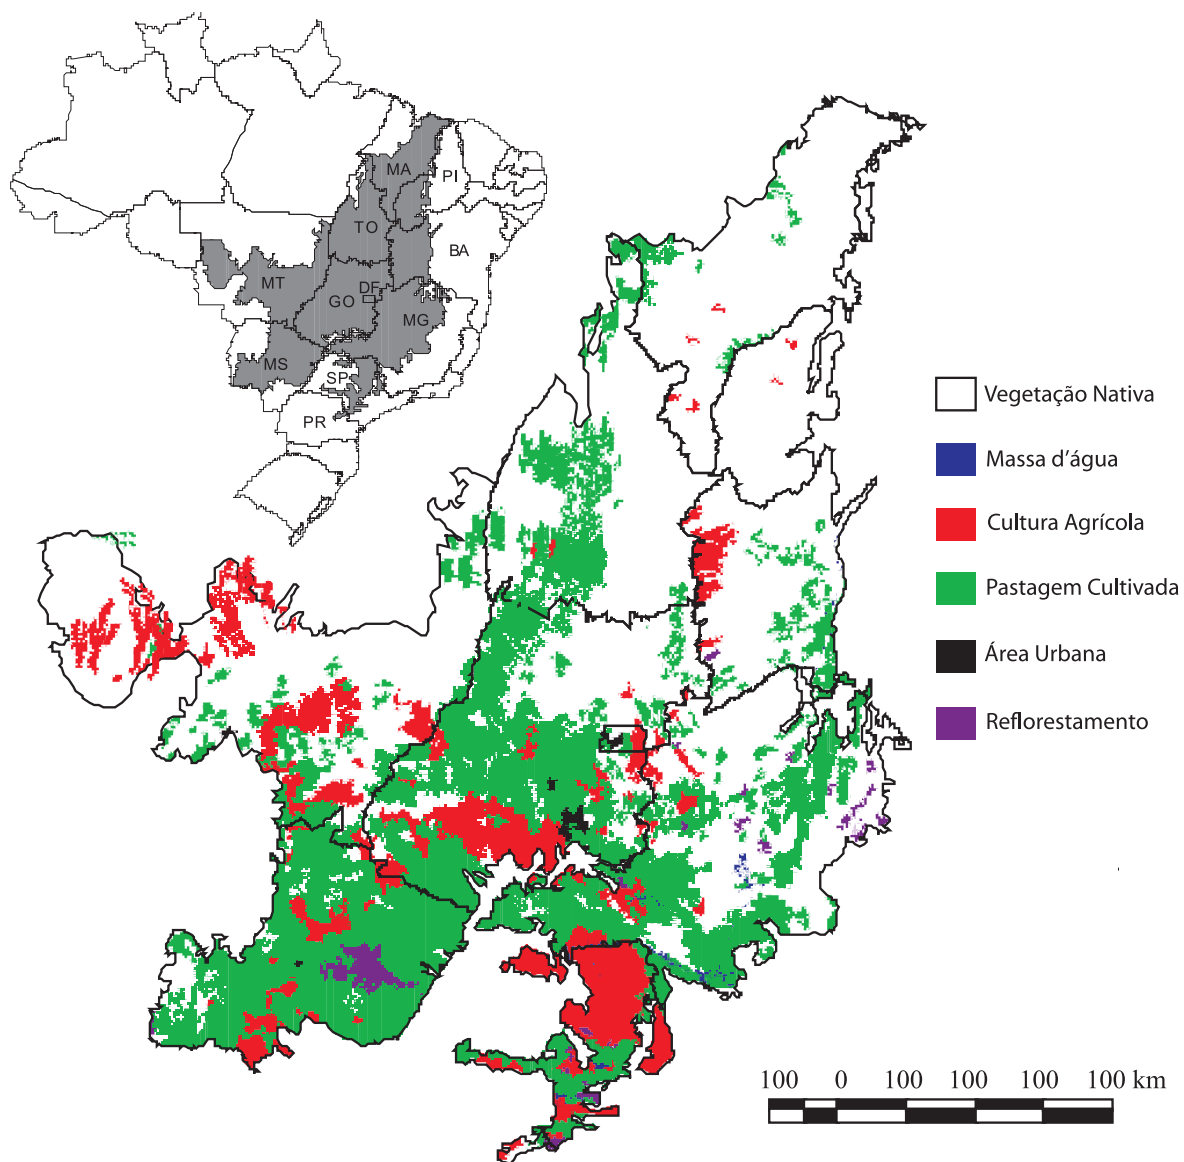 MA
PI
TO
BA
MT
DF
GO
MG
MS
SP
PR
Vegetação Nativa
Massa d'água
Cultura Agrícola
Pastagem Cultivada
Área Urbana
Reflorestamento
100 0 100 100 100 100 km